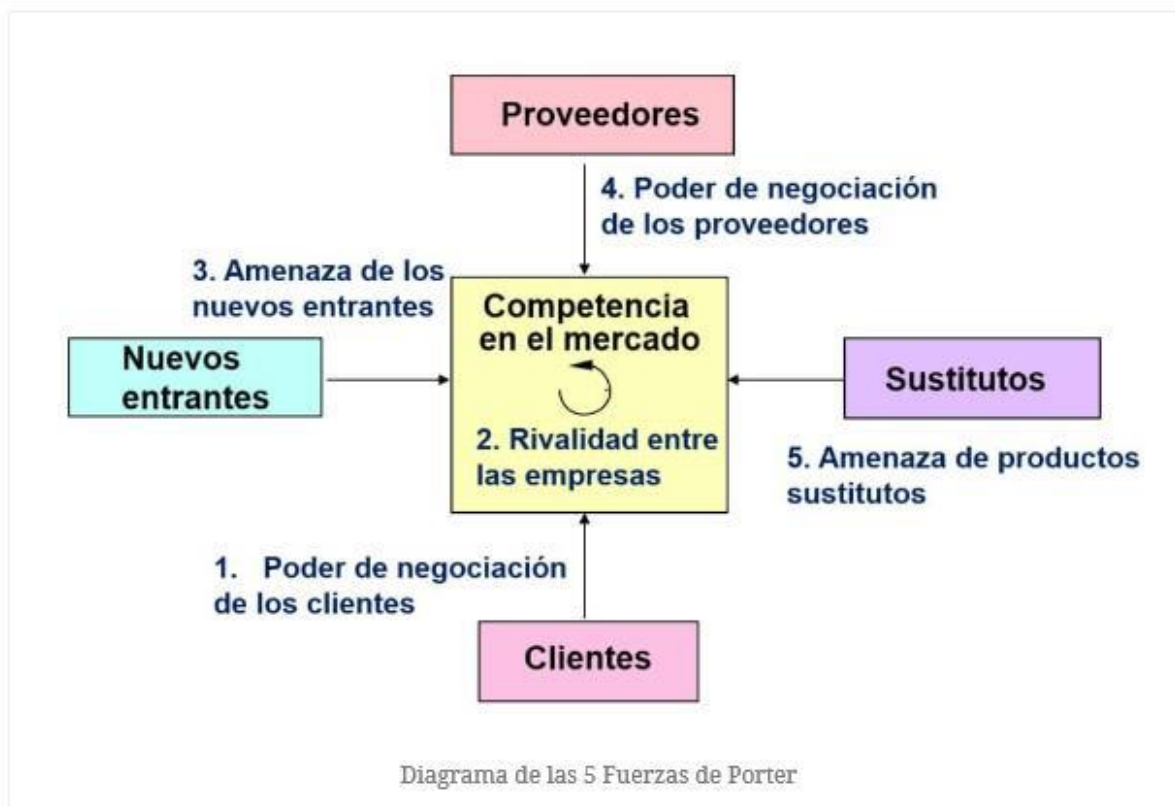 Proveedores
4. Poder de negociación
de los proveedores
3. Amenaza de los
nuevos entrantes
Competencia
en el mercado
Nuevos
entrantes
Sustitutos
2. Rivalidad entre
las empresas
5. Amenaza de productos
sustitutos
1. Poder de negociación
de los clientes
Clientes
Diagrama de las 5 Fuerzas de Porter